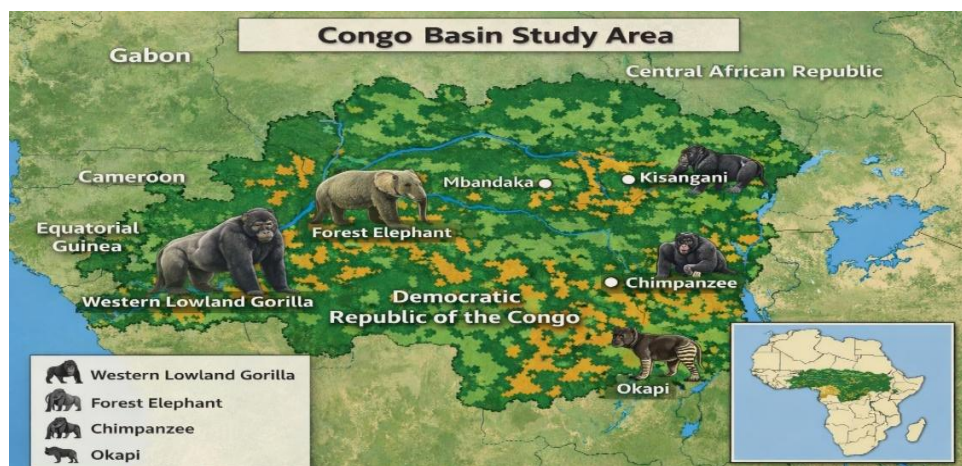 Congo Basin Study Area
Gabon
Central African Republic
Cameroon
Mbandaka
Kisangani
Equatorial
Guinea
Forest Elephant
Chimpanzee
Western Lowland Gorilla
Democratic
Republic of the Congo
Okapi
Western Lowland Gorilla
Forest Elephant
Chimpanzee
Okapi